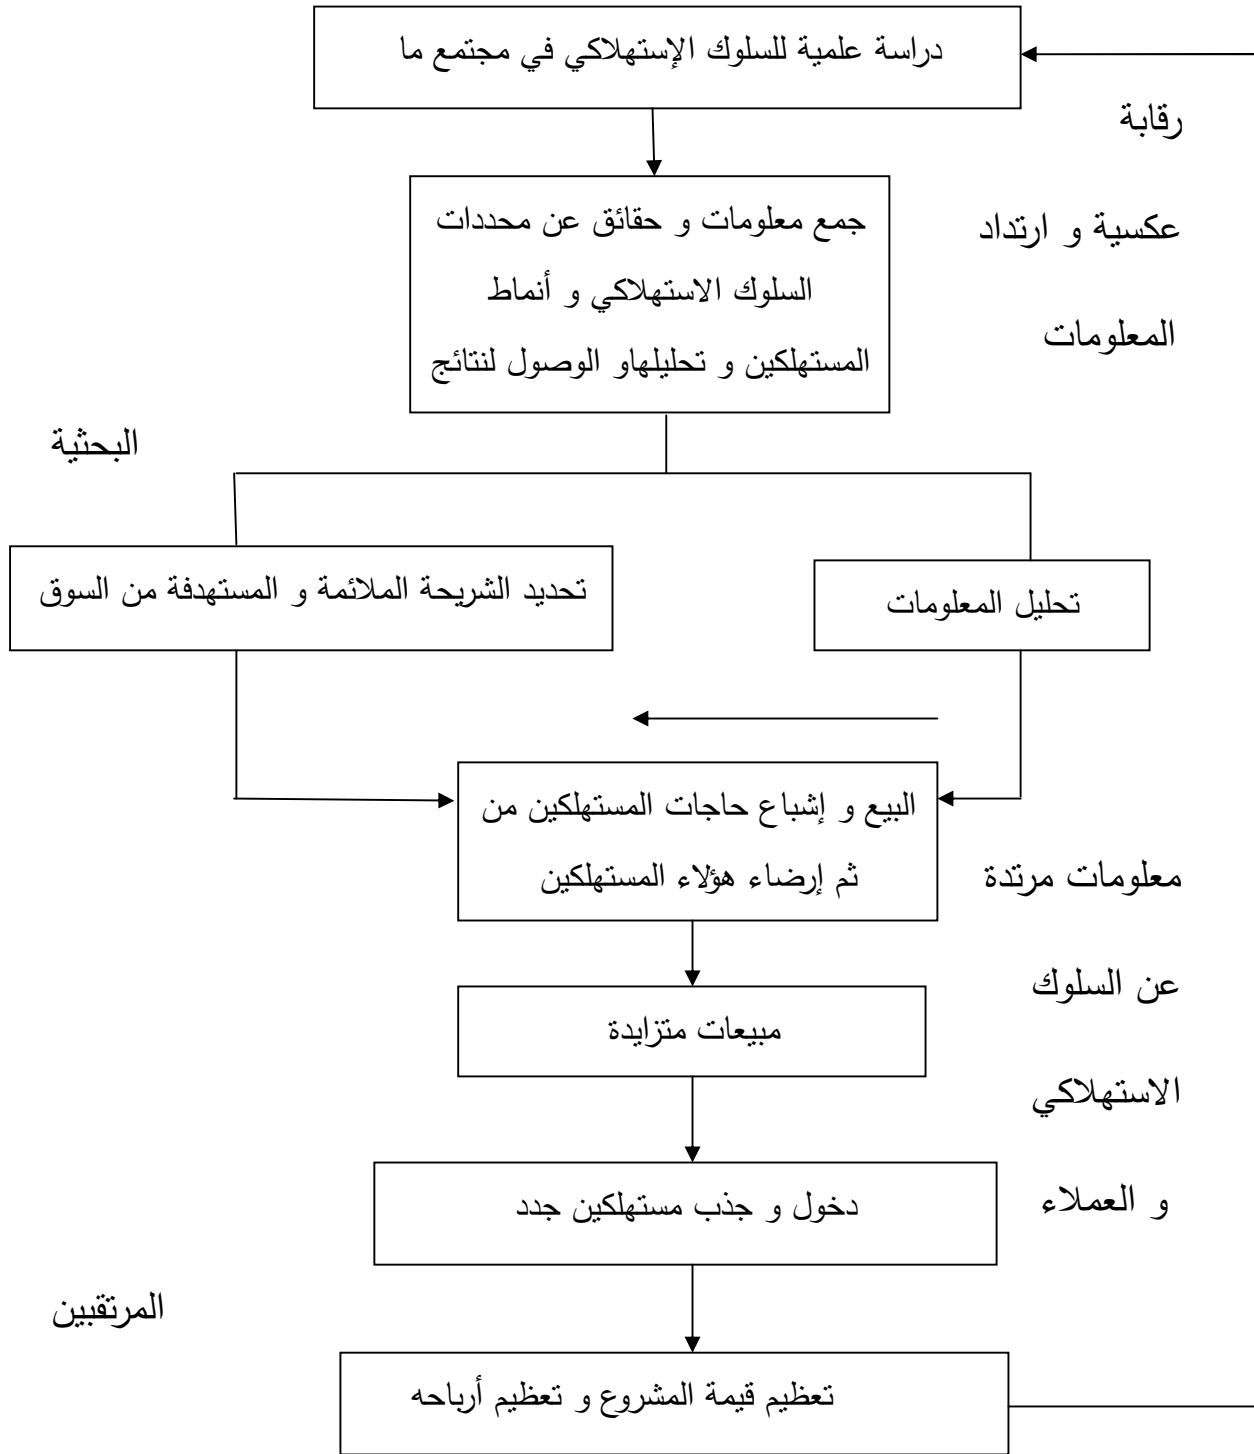 دراسة علمية للسلوك الإستهلاكي في مجتمع ما
رقابة
جمع معلومات و حقائق عن محددات
عكسية و ارتداد
السلوك الاستهلاكي و أنماط
المعلومات
المستهلكين و تحليلهاو الوصول لنتائج
البحثية
تحليل المعلومات
تحديد الشريحة الملائمة و المستهدفة من السوق
البيع و إشباع حاجات المستهلكين من
ثم إرضاء هؤلاء المستهلكين
معلومات مرتدة
عن السلوك
مبيعات متزايدة
الاستهلاكي
و العملاء
دخول و جذب مستهلكين جدد
المرتقبين
تعظيم قيمة المشروع و تعظيم أرباحه